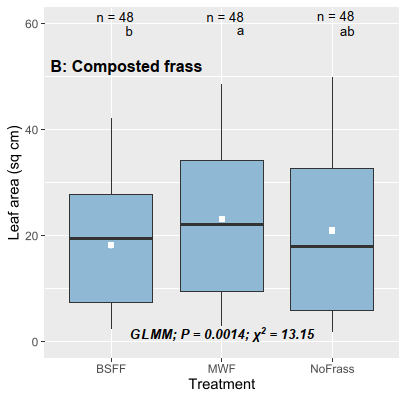 n = 48 n = 48 n = 48
b a ab
B: Composted frass
60
40
20
0
Leaf area (sq cm)
GLMM; P = 0.0014; χ² = 13.15
BSFF MWF NoFrass
Treatment